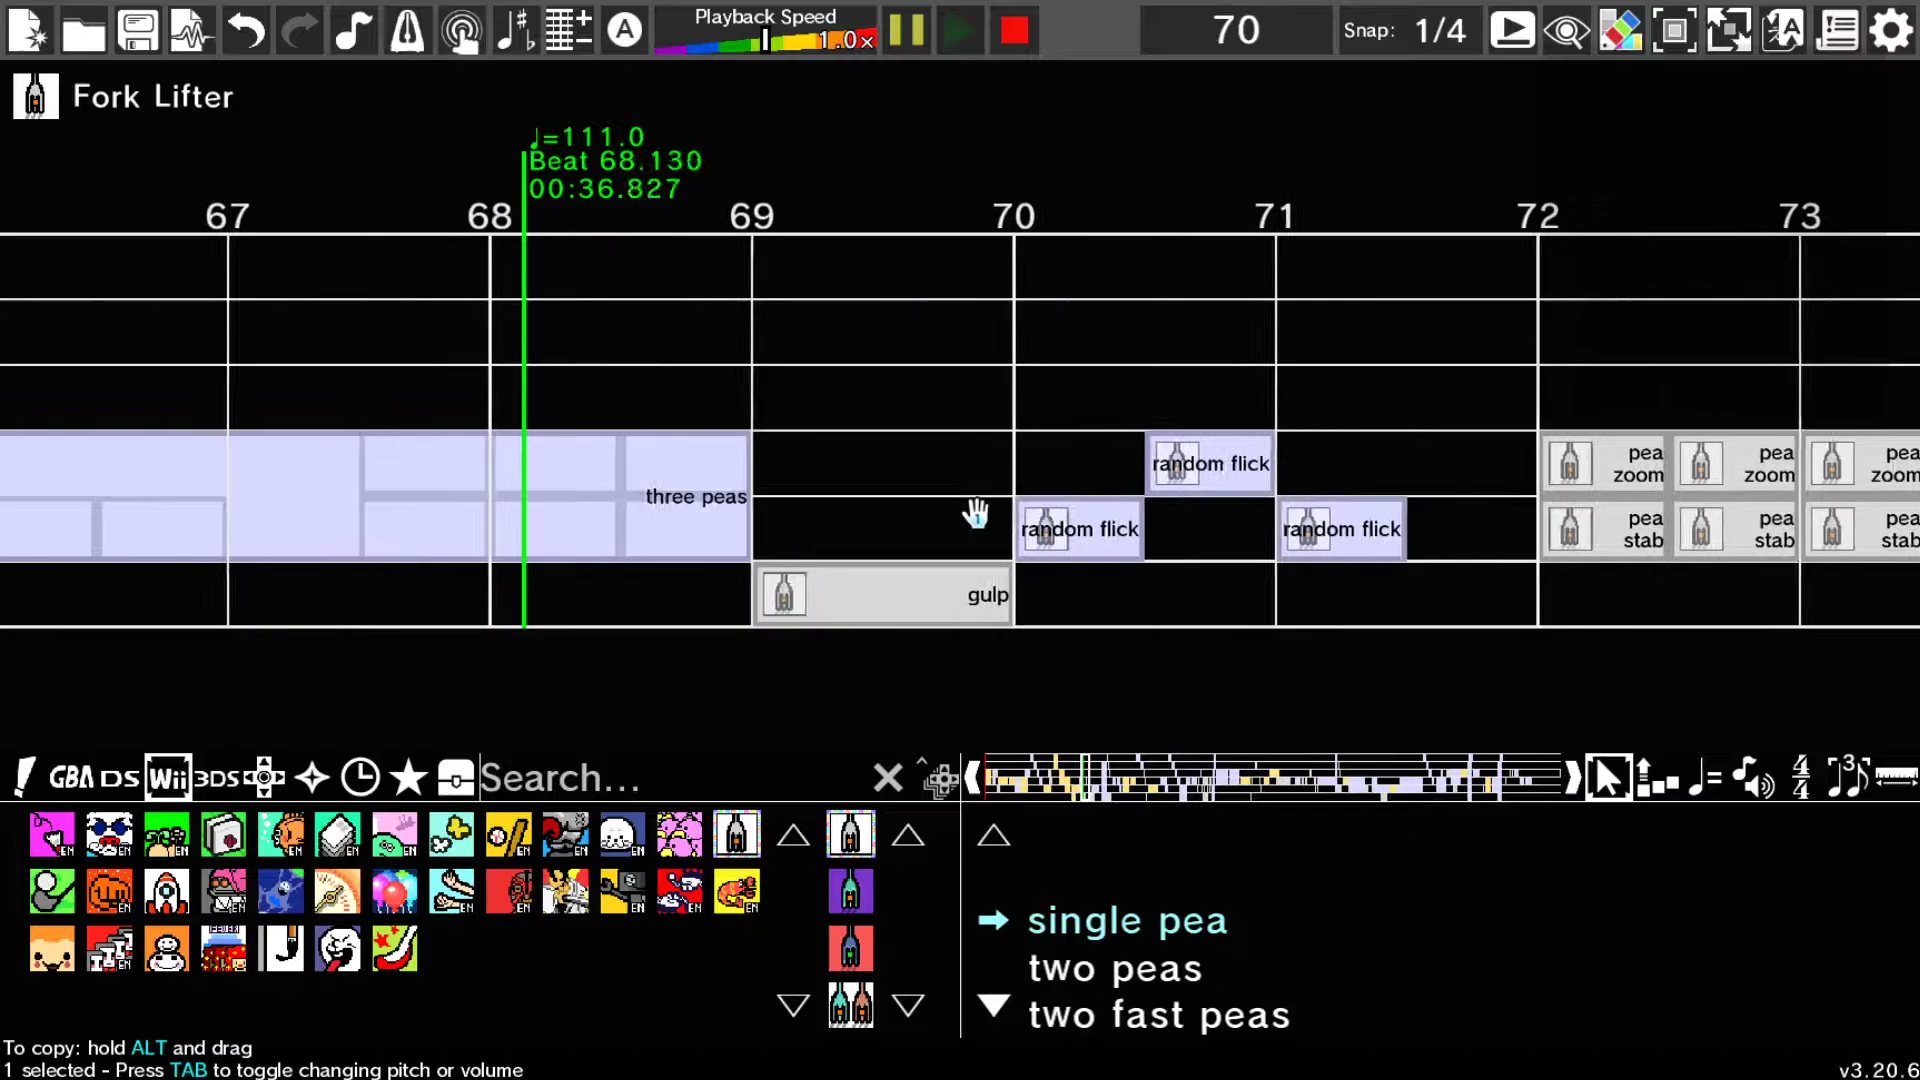 Playback Speed
1.0x
70
Snap: 1/4
Fork Lifter
♩=111.0
Beat 68.130
00:36.827
67
68
69
70
71
72
73
three peas
random flick
random flick
random flick
gulp
pea
zoom
pea
zoom
pea
zoom
pea
stab
pea
stab
pea
stab
GBA
DS
Wii
3DS
Search...
single pea
two peas
two fast peas
To copy: hold ALT and drag
1 selected - Press TAB to toggle changing pitch or volume
v3.20.6